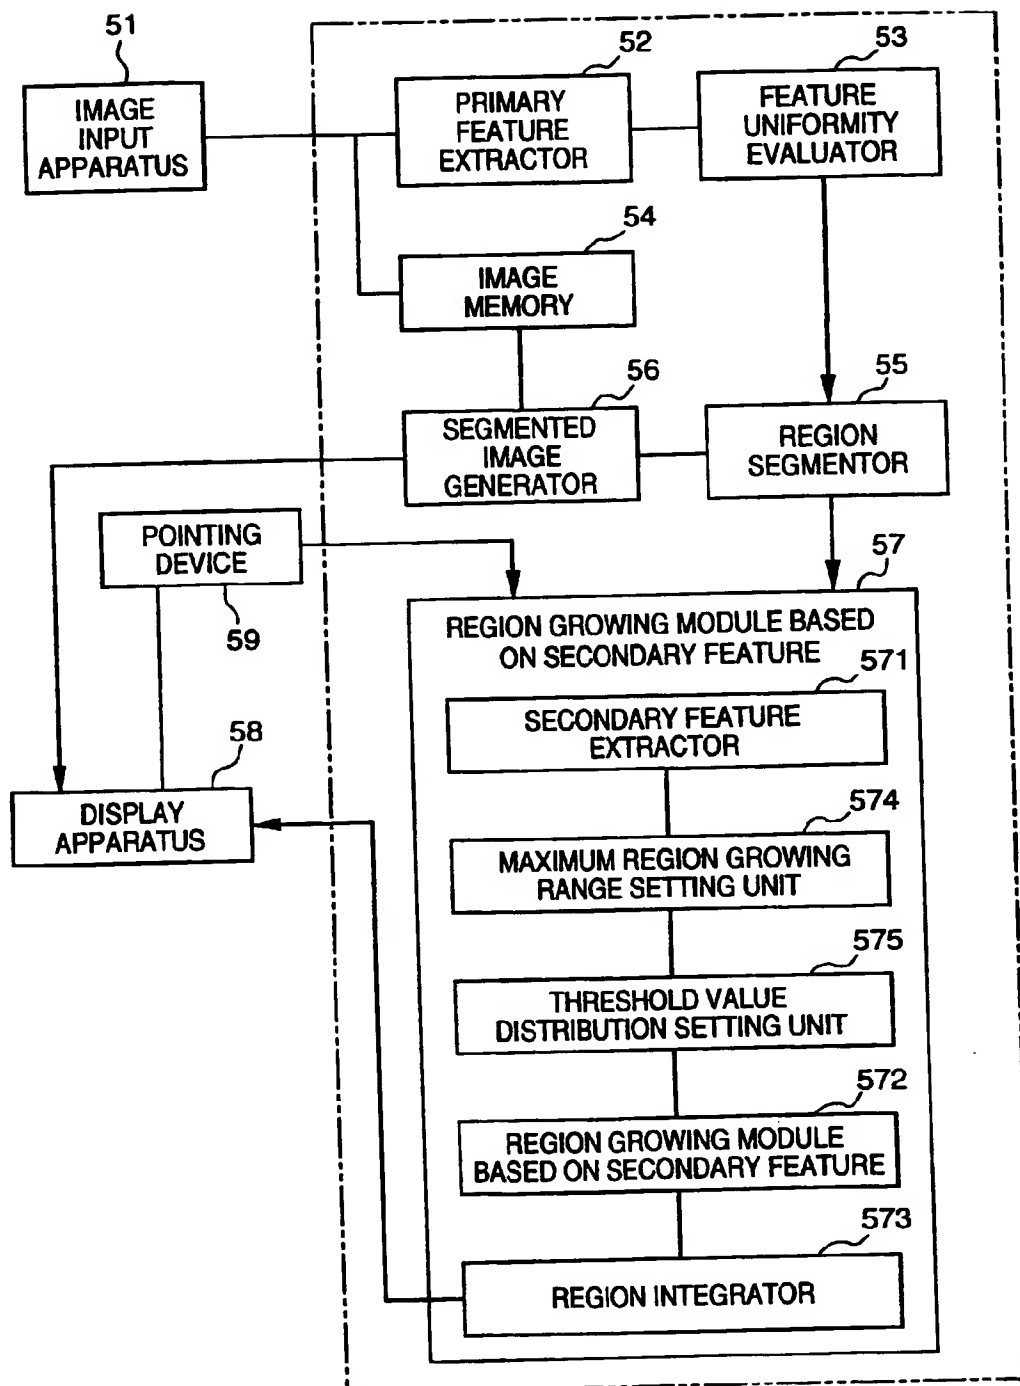 51
IMAGE
INPUT
APPARATUS
52
PRIMARY
FEATURE
EXTRACTOR
53
FEATURE
UNIFORMITY
EVALUATOR
54
IMAGE
MEMORY
56
SEGMENTED
IMAGE
GENERATOR
55
REGION
SEGMENTOR
POINTING
DEVICE
59
57
REGION GROWING MODULE BASED
ON SECONDARY FEATURE
571
SECONDARY FEATURE
EXTRACTOR
58
DISPLAY
APPARATUS
574
MAXIMUM REGION GROWING
RANGE SETTING UNIT
575
THRESHOLD VALUE
DISTRIBUTION SETTING UNIT
572
REGION GROWING MODULE
BASED ON SECONDARY FEATURE
573
REGION INTEGRATOR